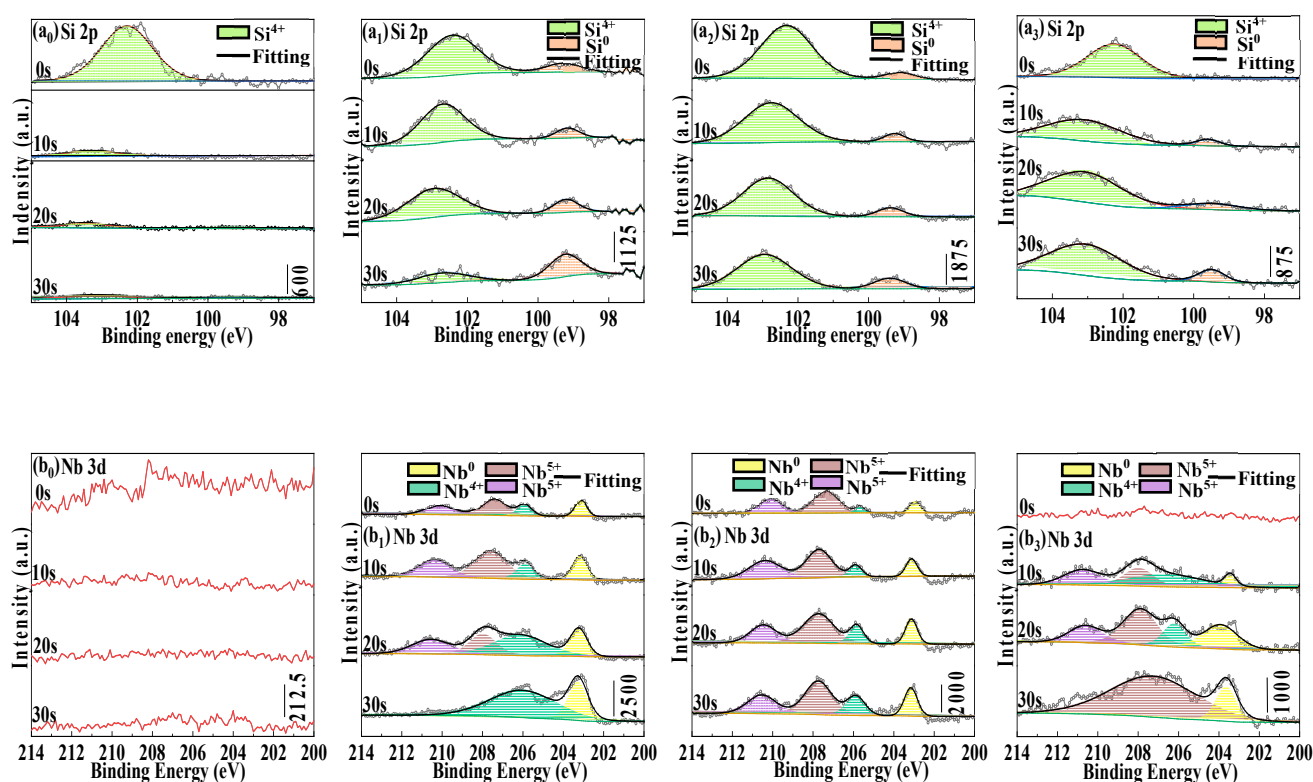 (a₀) Si 2p
Si⁴⁺
Fitting
0s
10s
20s
30s
600
Indensity (a.u.)
104 102 100 98
Binding energy (eV)
(a₁) Si 2p
Si⁴⁺
Si⁰
Fitting
0s
10s
20s
30s
1125
Intensity (a.u.)
104 102 100 98
Binding energy (eV)
(a₂) Si 2p
Si⁴⁺
Si⁰
Fitting
0s
10s
20s
30s
1875
Intensity (a.u.)
104 102 100 98
Binding energy (eV)
(a₃) Si 2p
Si⁴⁺
Si⁰
Fitting
0s
10s
20s
30s
875
Intensity (a.u.)
104 102 100 98
Binding energy (eV)
(b₀) Nb 3d
0s
10s
20s
30s
212.5
Intensity (a.u.)
214 212 210 208 206 204 202 200
Binding Energy (eV)
Nb⁰ Nb⁵⁺ Fitting
Nb⁴⁺ Nb⁵⁺
0s
(b₁) Nb 3d
10s
20s
30s
2500
Intensity (a.u.)
214 212 210 208 206 204 202 200
Binding Energy (eV)
Nb⁰ Nb⁵⁺ Fitting
Nb⁴⁺ Nb⁵⁺
0s
(b₂) Nb 3d
10s
20s
30s
2000
Intensity (a.u.)
214 212 210 208 206 204 202 200
Binding Energy (eV)
Nb⁰ Nb⁵⁺ Fitting
Nb⁴⁺ Nb⁵⁺
0s
(b₃) Nb 3d
10s
20s
30s
1000
Intensity (a.u.)
214 212 210 208 206 204 202 200
Binding Energy (eV)